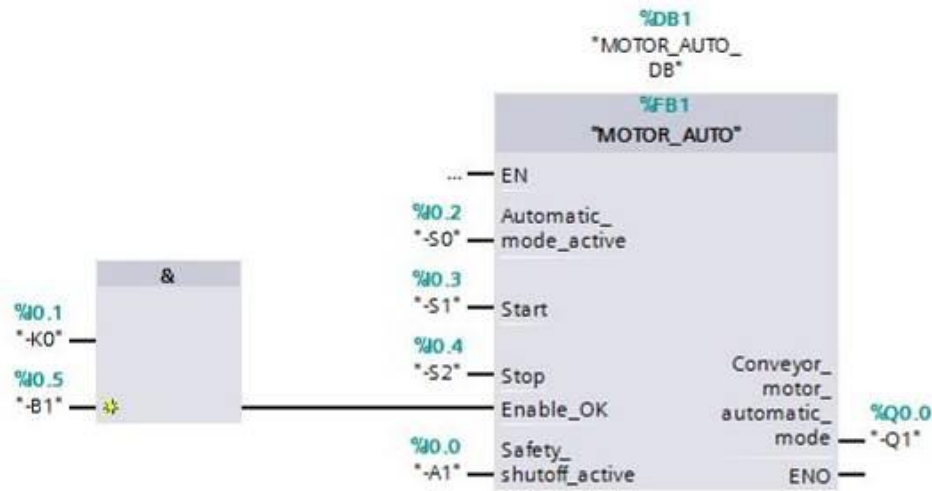 %DB1
"MOTOR_AUTO_
DB"
%FB1
"MOTOR_AUTO"
... EN
%I0.2
"-S0"
Automatic_
mode_active
%I0.3
"-S1"
Start
%I0.4
"-S2"
Stop
&
%I0.1
"-K0"
%I0.5
"-B1"
Enable_OK
%I0.0
"-A1"
Safety_
shutoff_active
Conveyor_
motor_
automatic_
mode
%Q0.0
"-Q1"
ENO